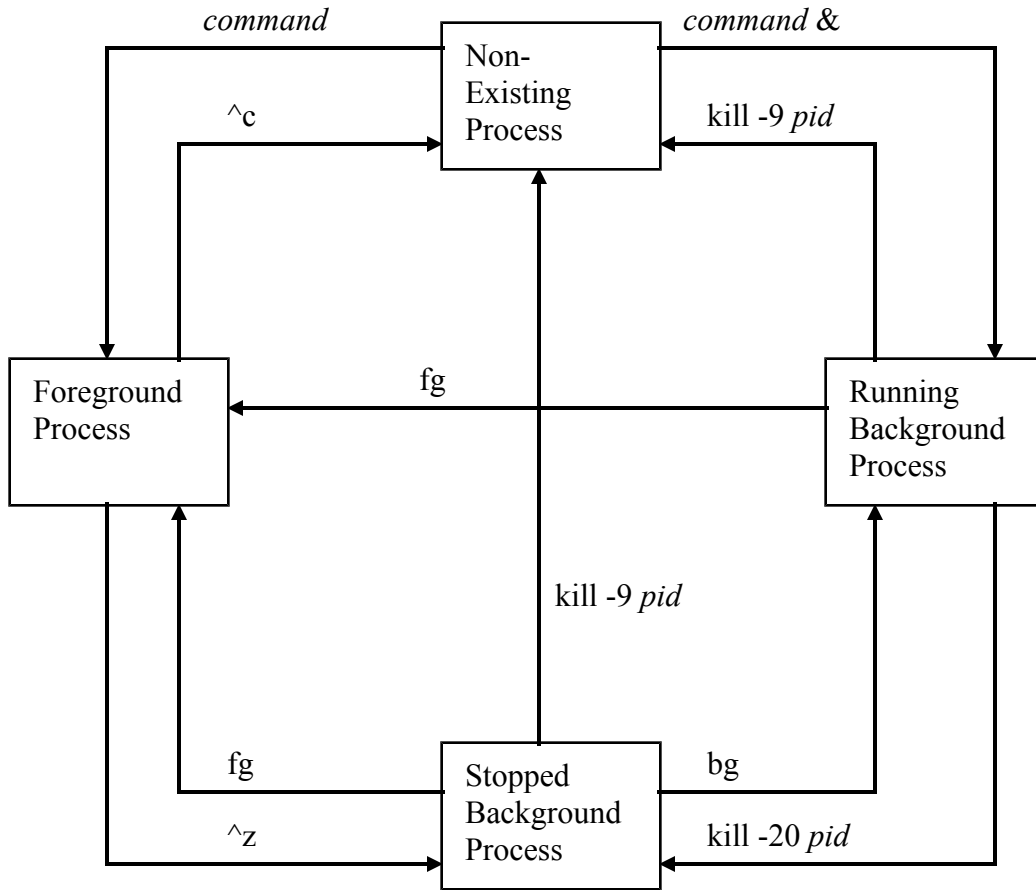 command
command &
Non-
Existing
Process
^c
kill -9 pid
Foreground
Process
fg
Running
Background
Process
kill -9 pid
fg
Stopped
Background
Process
bg
^z
kill -20 pid